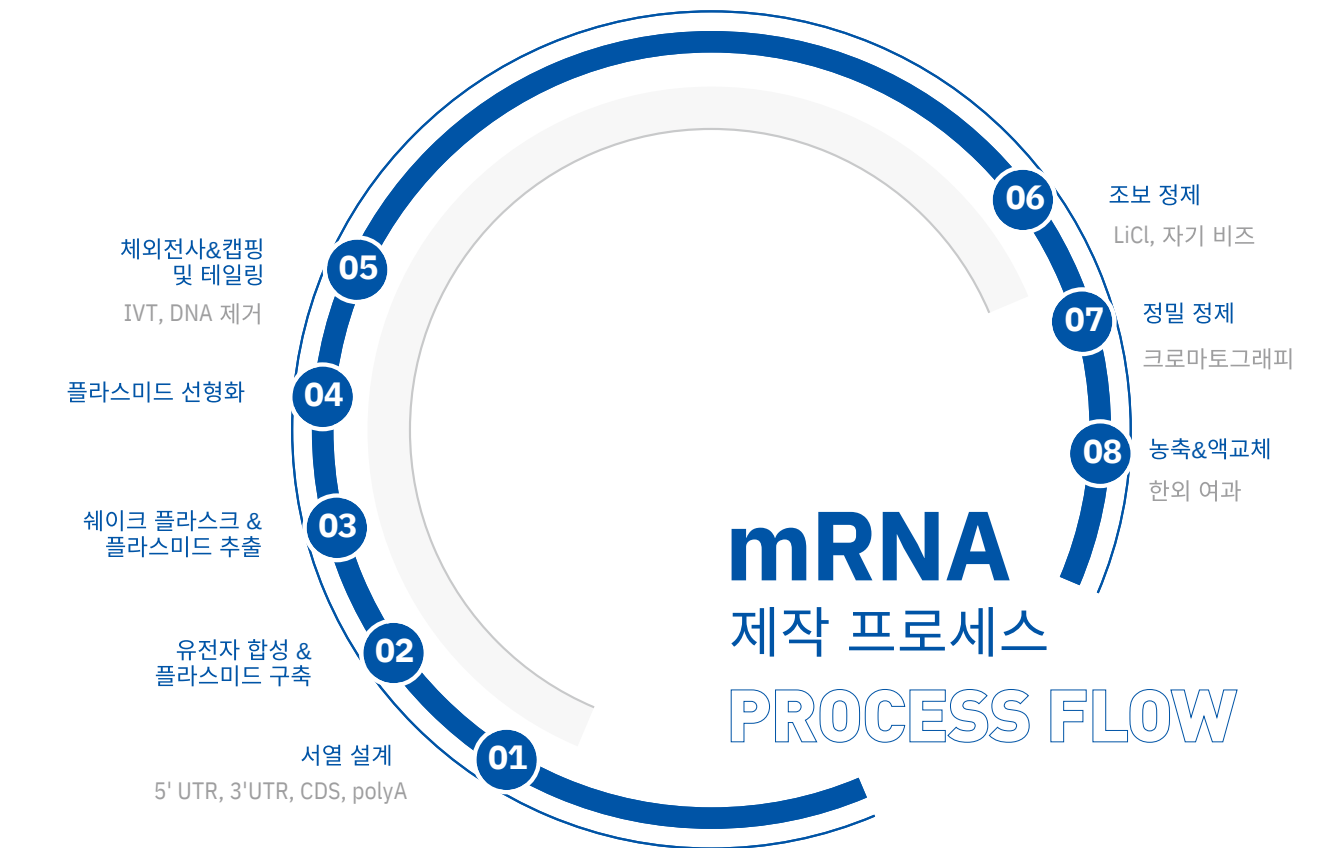 mRNA
제작 프로세스
PROCESS FLOW
01
서열 설계
5' UTR, 3'UTR, CDS, polyA
02
유전자 합성 &
플라스미드 구축
03
쉐이크 플라스크 &
플라스미드 추출
04
플라스미드 선형화
05
체외전사&캡핑
및 테일링
IVT, DNA 제거
06
조보 정제
LiCl, 자기 비즈
07
정밀 정제
크로마토그래피
08
농축&액교체
한외 여과